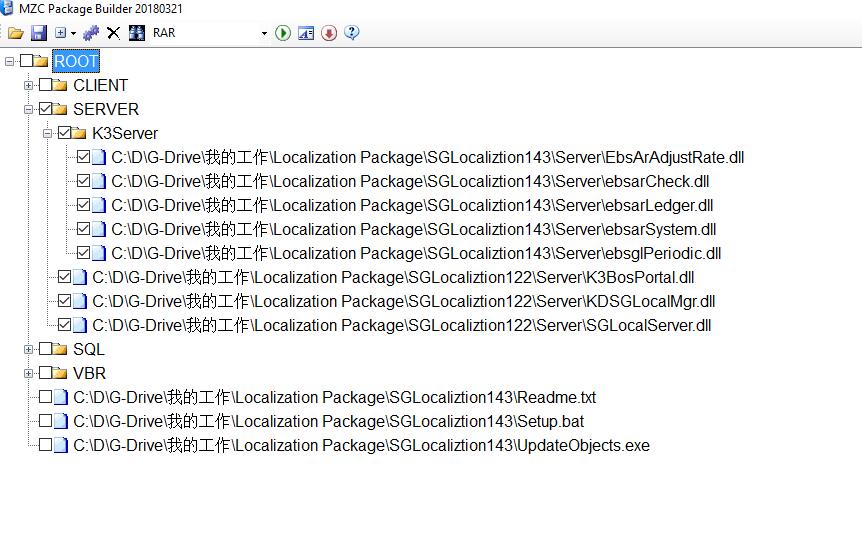 MZC Package Builder 20180321
RAR
ROOT
CLIENT
SERVER
K3Server
C:\D\G-Drive\我的工作\Localization Package\SGLocaliztion143\Server\EbsArAdjustRate.dll
C:\D\G-Drive\我的工作\Localization Package\SGLocaliztion143\Server\ebsarCheck.dll
C:\D\G-Drive\我的工作\Localization Package\SGLocaliztion143\Server\ebsarLedger.dll
C:\D\G-Drive\我的工作\Localization Package\SGLocaliztion143\Server\ebsarSystem.dll
C:\D\G-Drive\我的工作\Localization Package\SGLocaliztion143\Server\ebsglPeriodic.dll
C:\D\G-Drive\我的工作\Localization Package\SGLocaliztion122\Server\K3BosPortal.dll
C:\D\G-Drive\我的工作\Localization Package\SGLocaliztion122\Server\KDSGLocalMgr.dll
C:\D\G-Drive\我的工作\Localization Package\SGLocaliztion122\Server\SGLocalServer.dll
SQL
VBR
C:\D\G-Drive\我的工作\Localization Package\SGLocaliztion143\Readme.txt
C:\D\G-Drive\我的工作\Localization Package\SGLocaliztion143\Setup.bat
C:\D\G-Drive\我的工作\Localization Package\SGLocaliztion143\UpdateObjects.exe